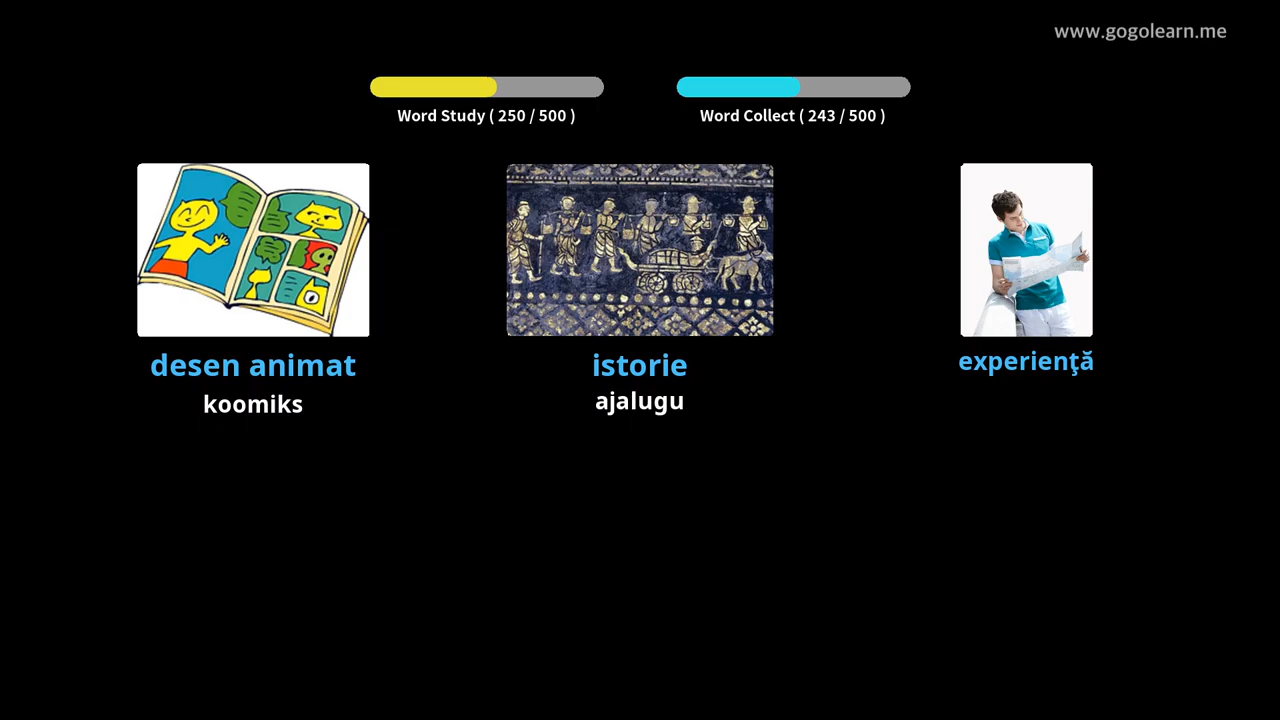 www.gogolearn.me
Word Study ( 250 / 500 )
Word Collect ( 243 / 500 )
desen animat
koomiks
istorie
ajalugu
experienţă